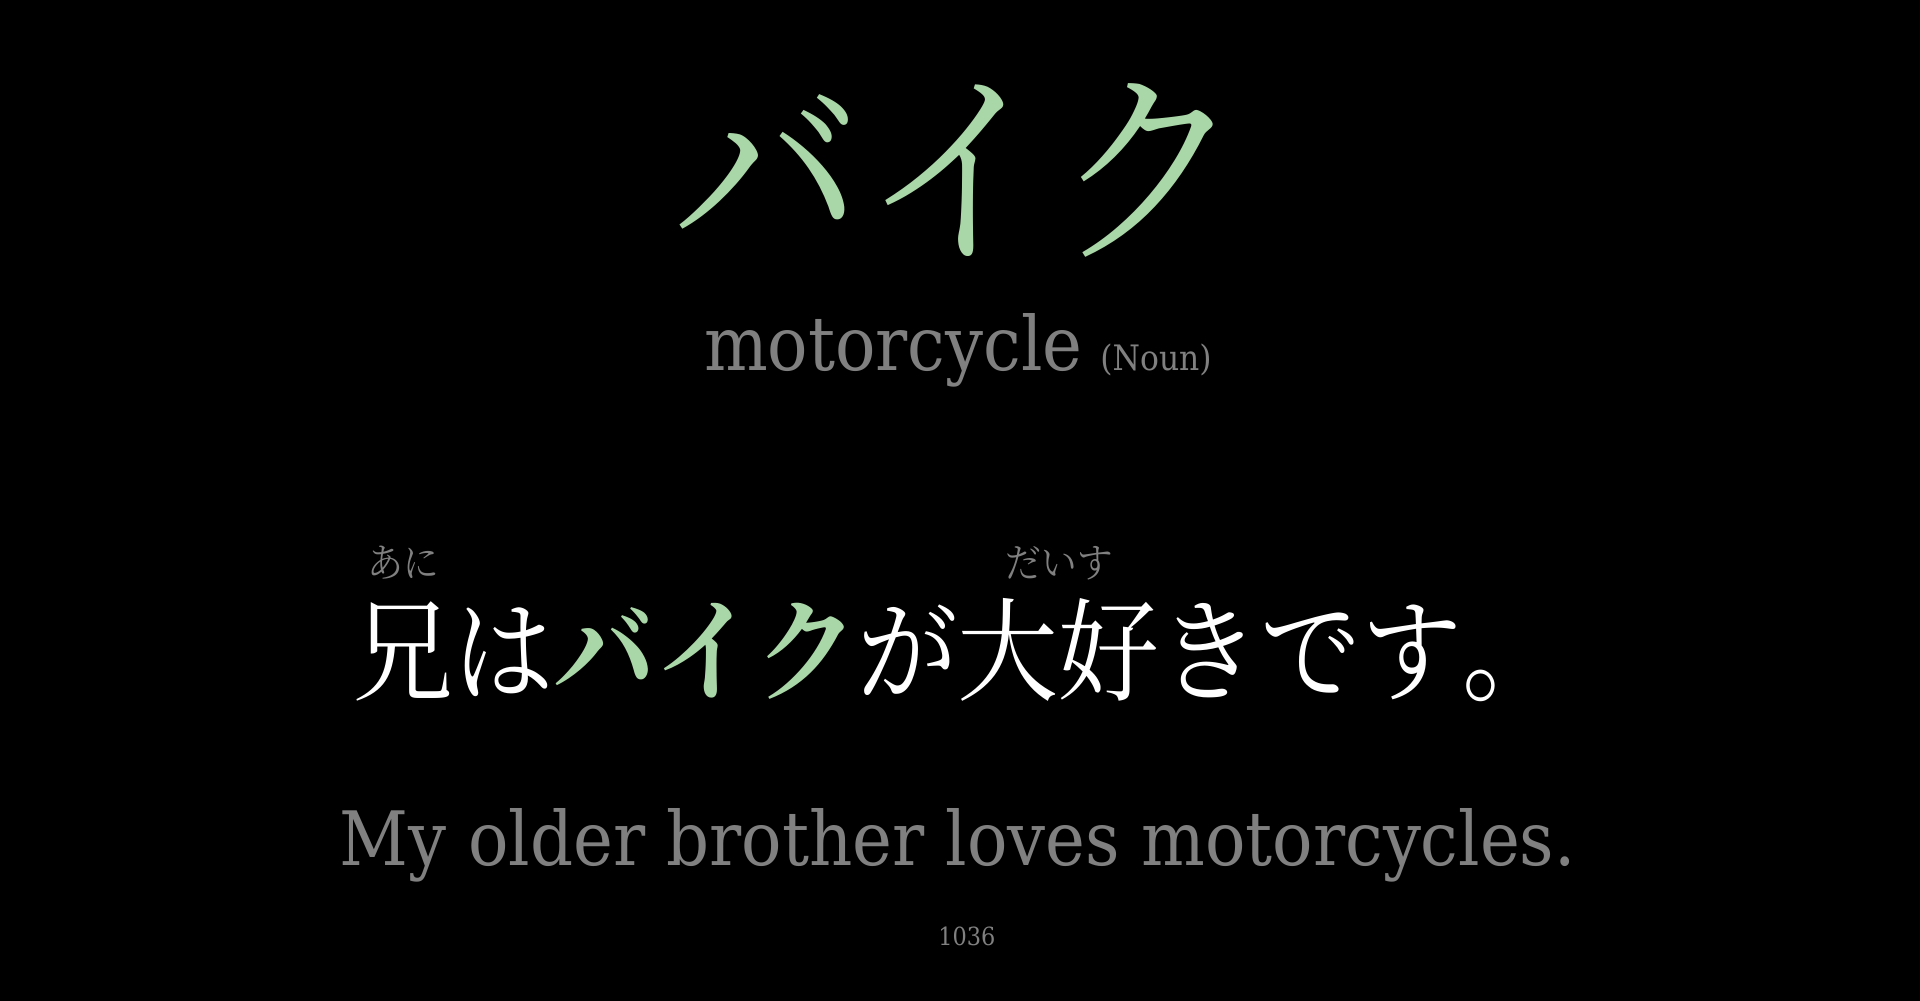 バイク
motorcycle (Noun)
あに だいす
兄はバイクが大好きです。
My older brother loves motorcycles.
1036